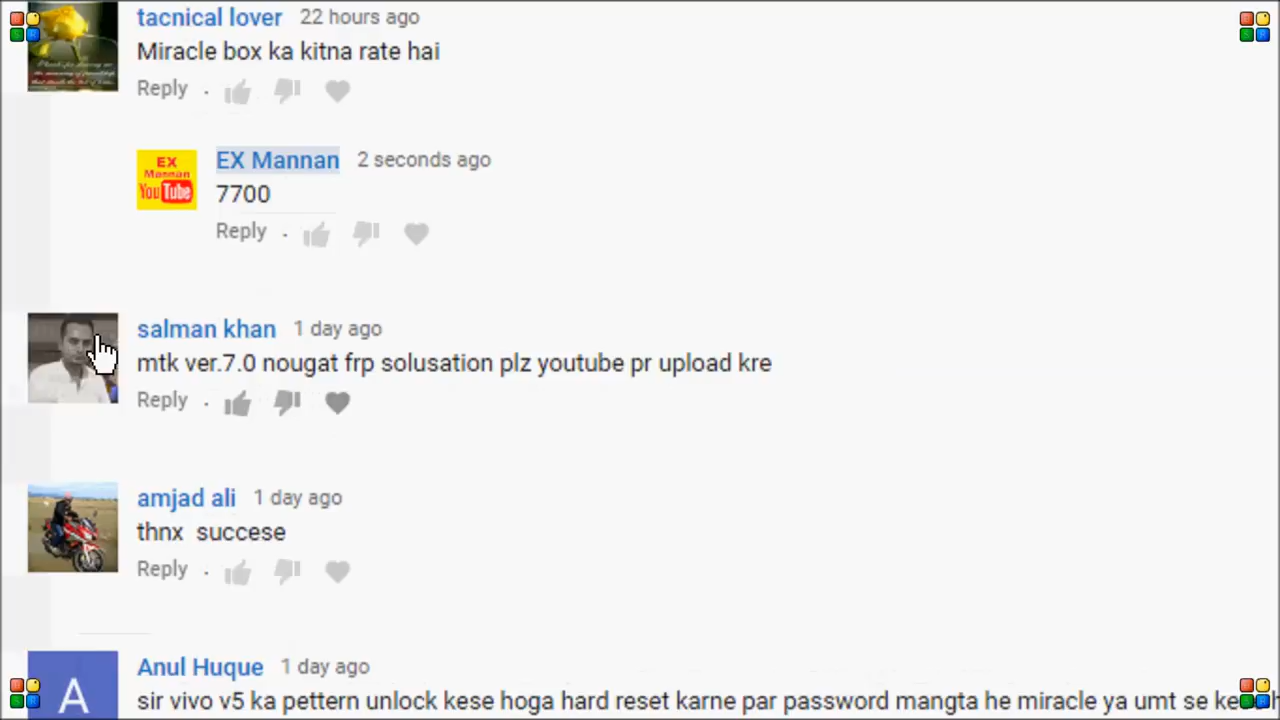 tacnical lover 22 hours ago
Miracle box ka kitna rate hai
Reply .
EX Mannan 2 seconds ago
EX
Mannan
YouTube
7700
Reply .
salman khan 1 day ago
mtk ver.7.0 nougat frp solusation plz youtube pr upload kre
Reply .
amjad ali 1 day ago
thnx succese
Reply .
A
Anul Huque 1 day ago
sir vivo v5 ka pettern unlock kese hoga hard reset karne par password mangta he miracle ya umt se